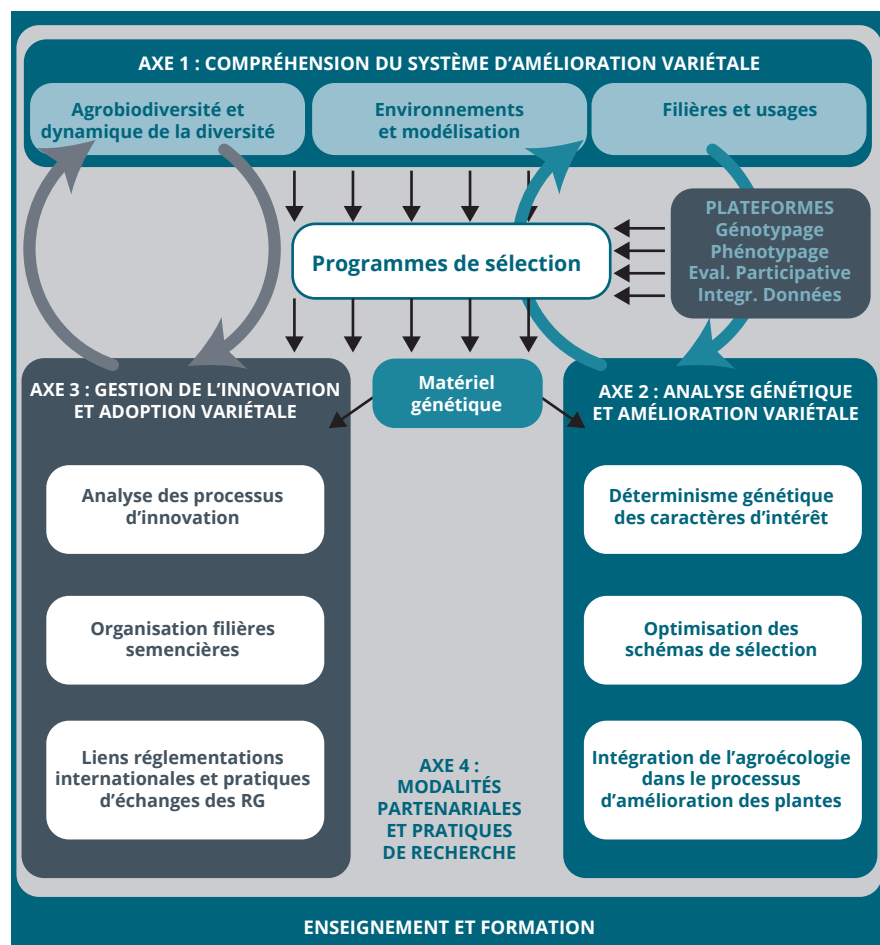 AXE 1 : COMPRÉHENSION DU SYSTÈME D'AMÉLIORATION VARIÉTALE
Agrobiodiversité et
dynamique de la diversité
Environnements
et modélisation
Filières et usages
PLATEFORMES
Génotypage
Phénotypage
Eval. Participative
Integr. Données
Programmes de sélection
Matériel
génétique
AXE 3 : GESTION DE L'INNOVATION
ET ADOPTION VARIÉTALE
Analyse des processus
d'innovation
Organisation filières
semencières
Liens réglementations
internationales et pratiques
d'échanges des RG
AXE 2 : ANALYSE GÉNÉTIQUE
ET AMÉLIORATION VARIÉTALE
Déterminisme génétique
des caractères d'intérêt
Optimisation des
schémas de sélection
Intégration de l'agroécologie
dans le processus
d'amélioration des plantes
AXE 4 :
MODALITÉS
PARTENARIALES
ET PRATIQUES
DE RECHERCHE
ENSEIGNEMENT ET FORMATION